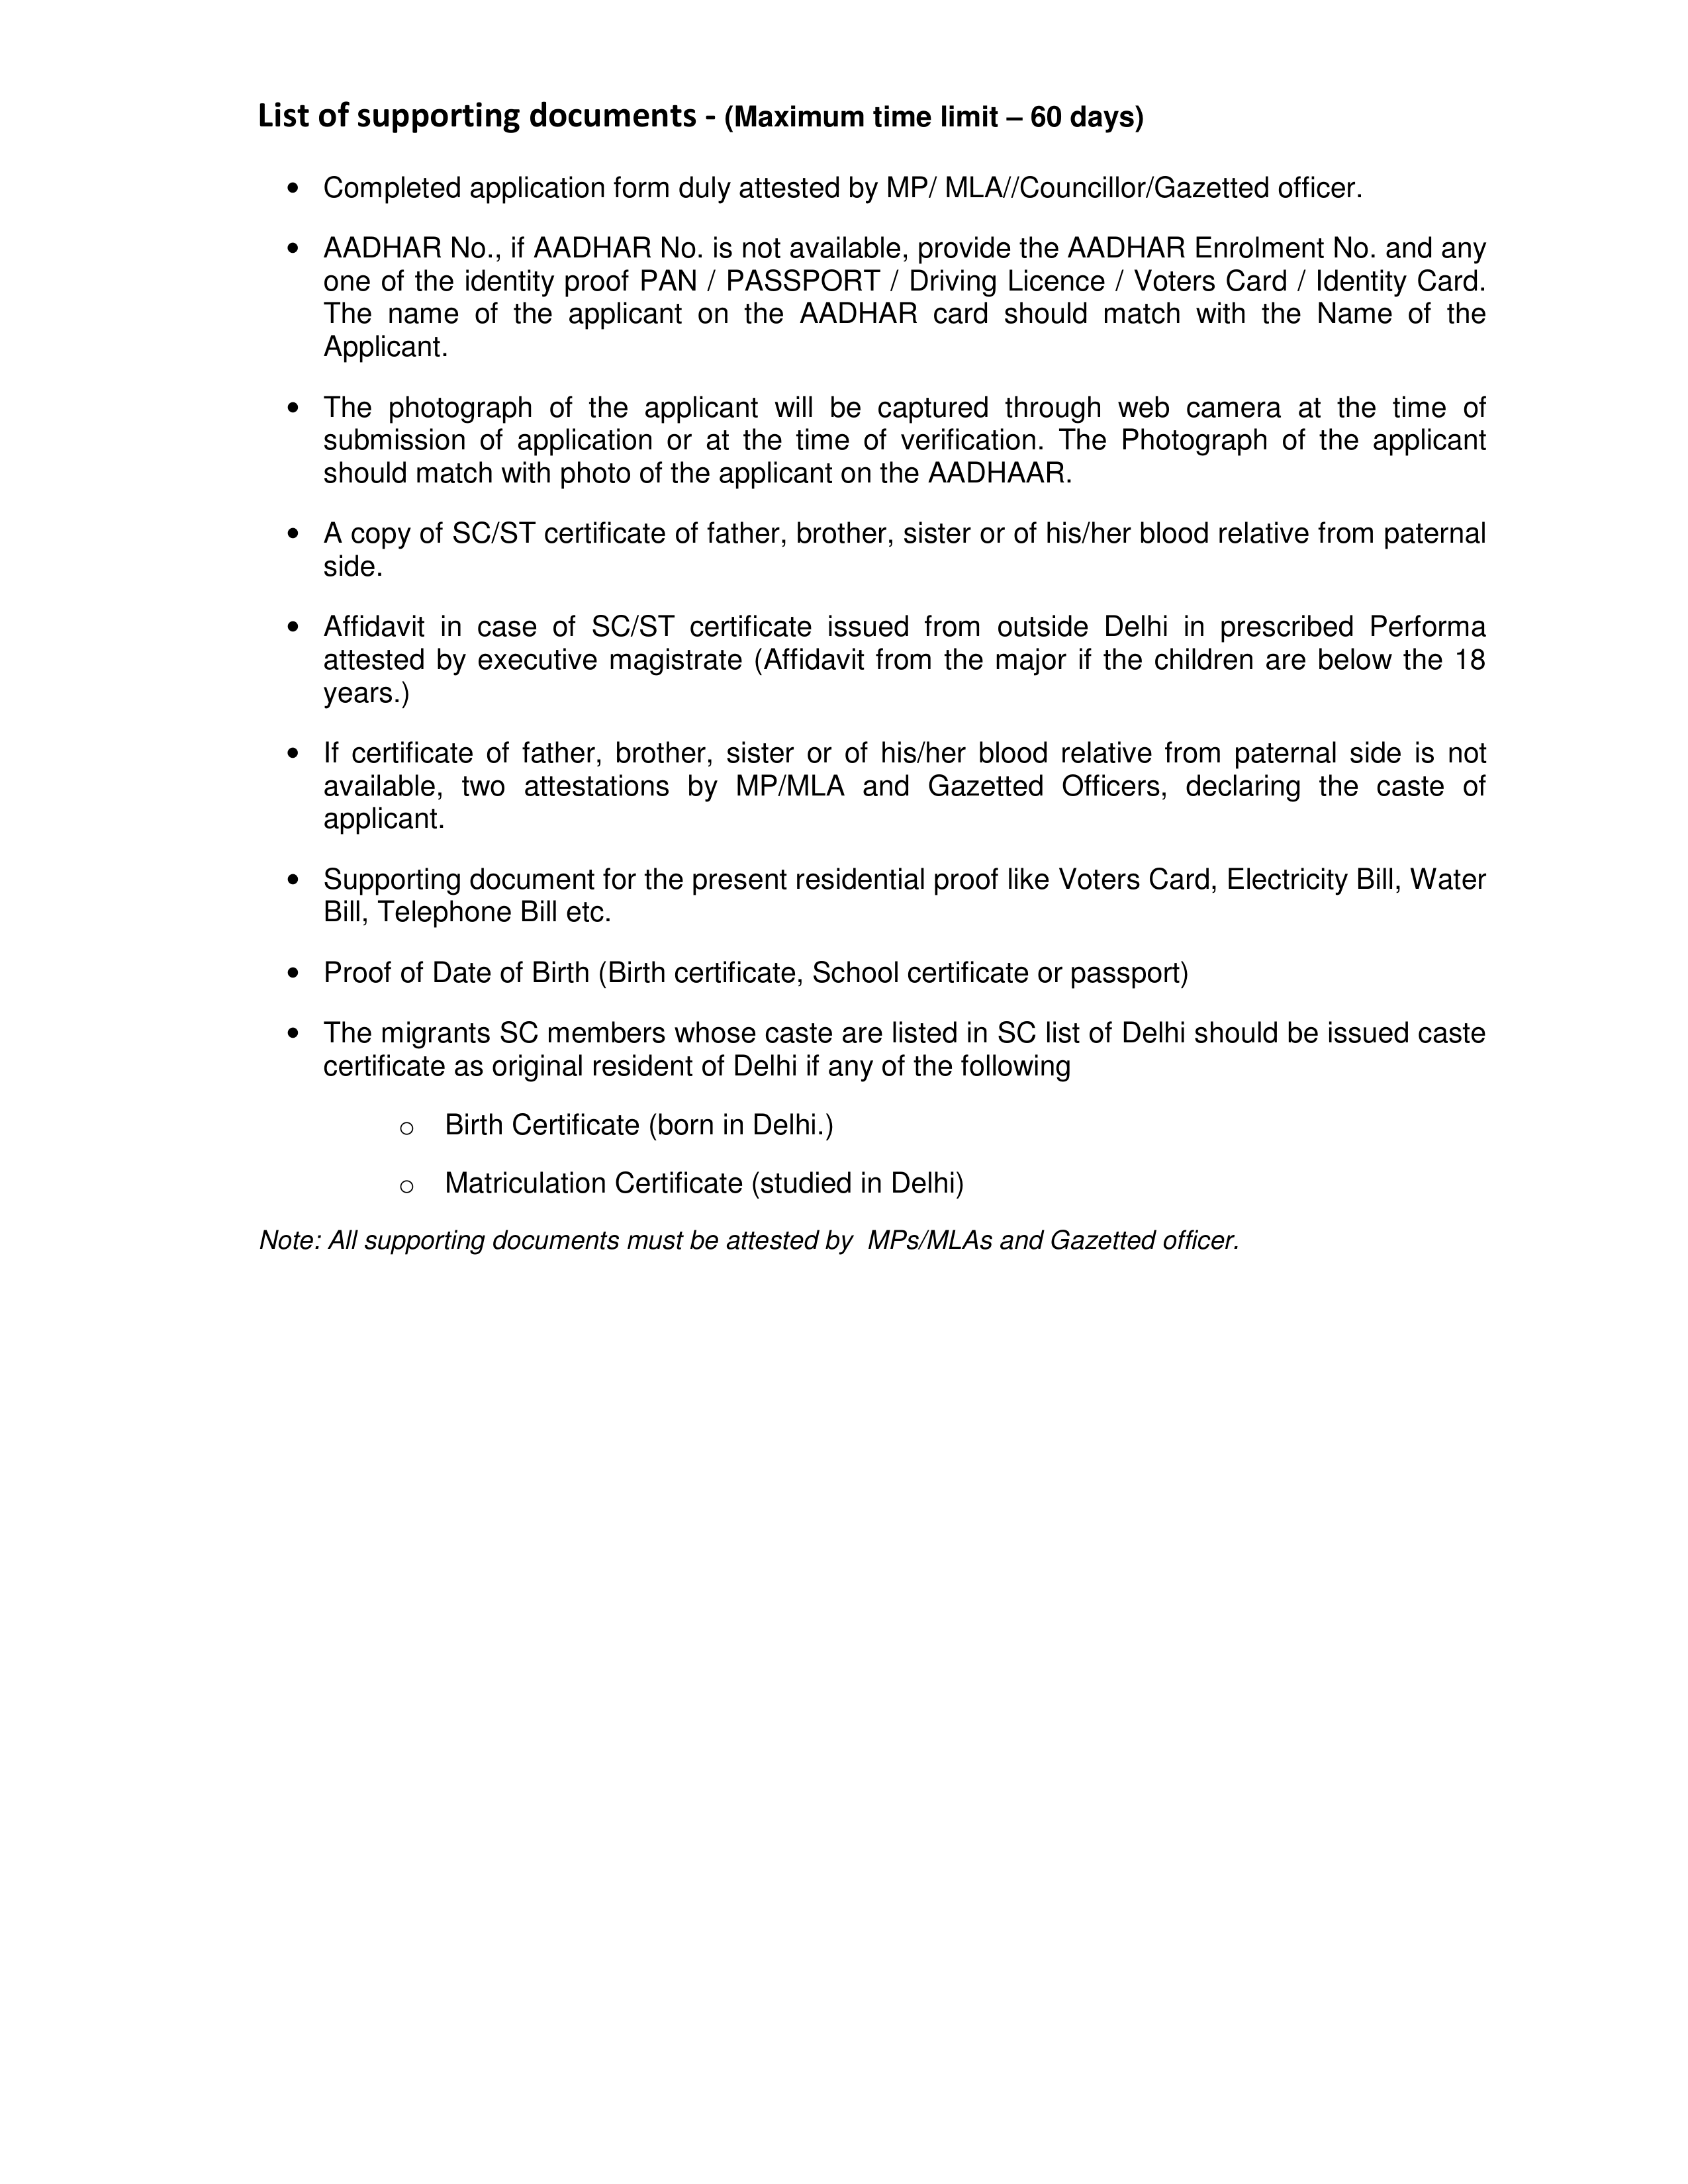 List of supporting documents - (Maximum time limit – 60 days)
• Completed application form duly attested by MP/ MLA//Councillor/Gazetted officer.
• AADHAR No., if AADHAR No. is not available, provide the AADHAR Enrolment No. and any
one of the identity proof PAN / PASSPORT / Driving Licence / Voters Card / Identity Card.
The name of the applicant on the AADHAR card should match with the Name of the
Applicant.
• The photograph of the applicant will be captured through web camera at the time of
submission of application or at the time of verification. The Photograph of the applicant
should match with photo of the applicant on the AADHAAR.
• A copy of SC/ST certificate of father, brother, sister or of his/her blood relative from paternal
side.
• Affidavit in case of SC/ST certificate issued from outside Delhi in prescribed Performa
attested by executive magistrate (Affidavit from the major if the children are below the 18
years.)
• If certificate of father, brother, sister or of his/her blood relative from paternal side is not
available, two attestations by MP/MLA and Gazetted Officers, declaring the caste of
applicant.
• Supporting document for the present residential proof like Voters Card, Electricity Bill, Water
Bill, Telephone Bill etc.
• Proof of Date of Birth (Birth certificate, School certificate or passport)
• The migrants SC members whose caste are listed in SC list of Delhi should be issued caste
certificate as original resident of Delhi if any of the following
o Birth Certificate (born in Delhi.)
o Matriculation Certificate (studied in Delhi)
Note: All supporting documents must be attested by  MPs/MLAs and Gazetted officer.